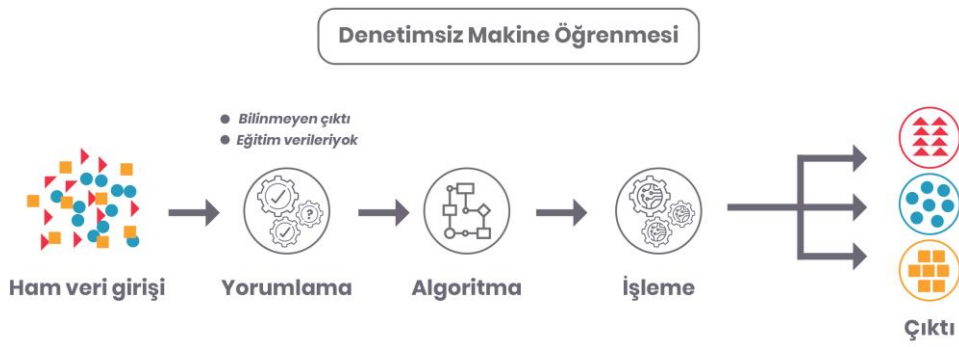 Denetimsiz Makine Öğrenmesi
Bilinmeyen çıktı
Eğitim verileriyok
?
Ham veri girişi
Yorumlama
Algoritma
İşleme
Çıktı